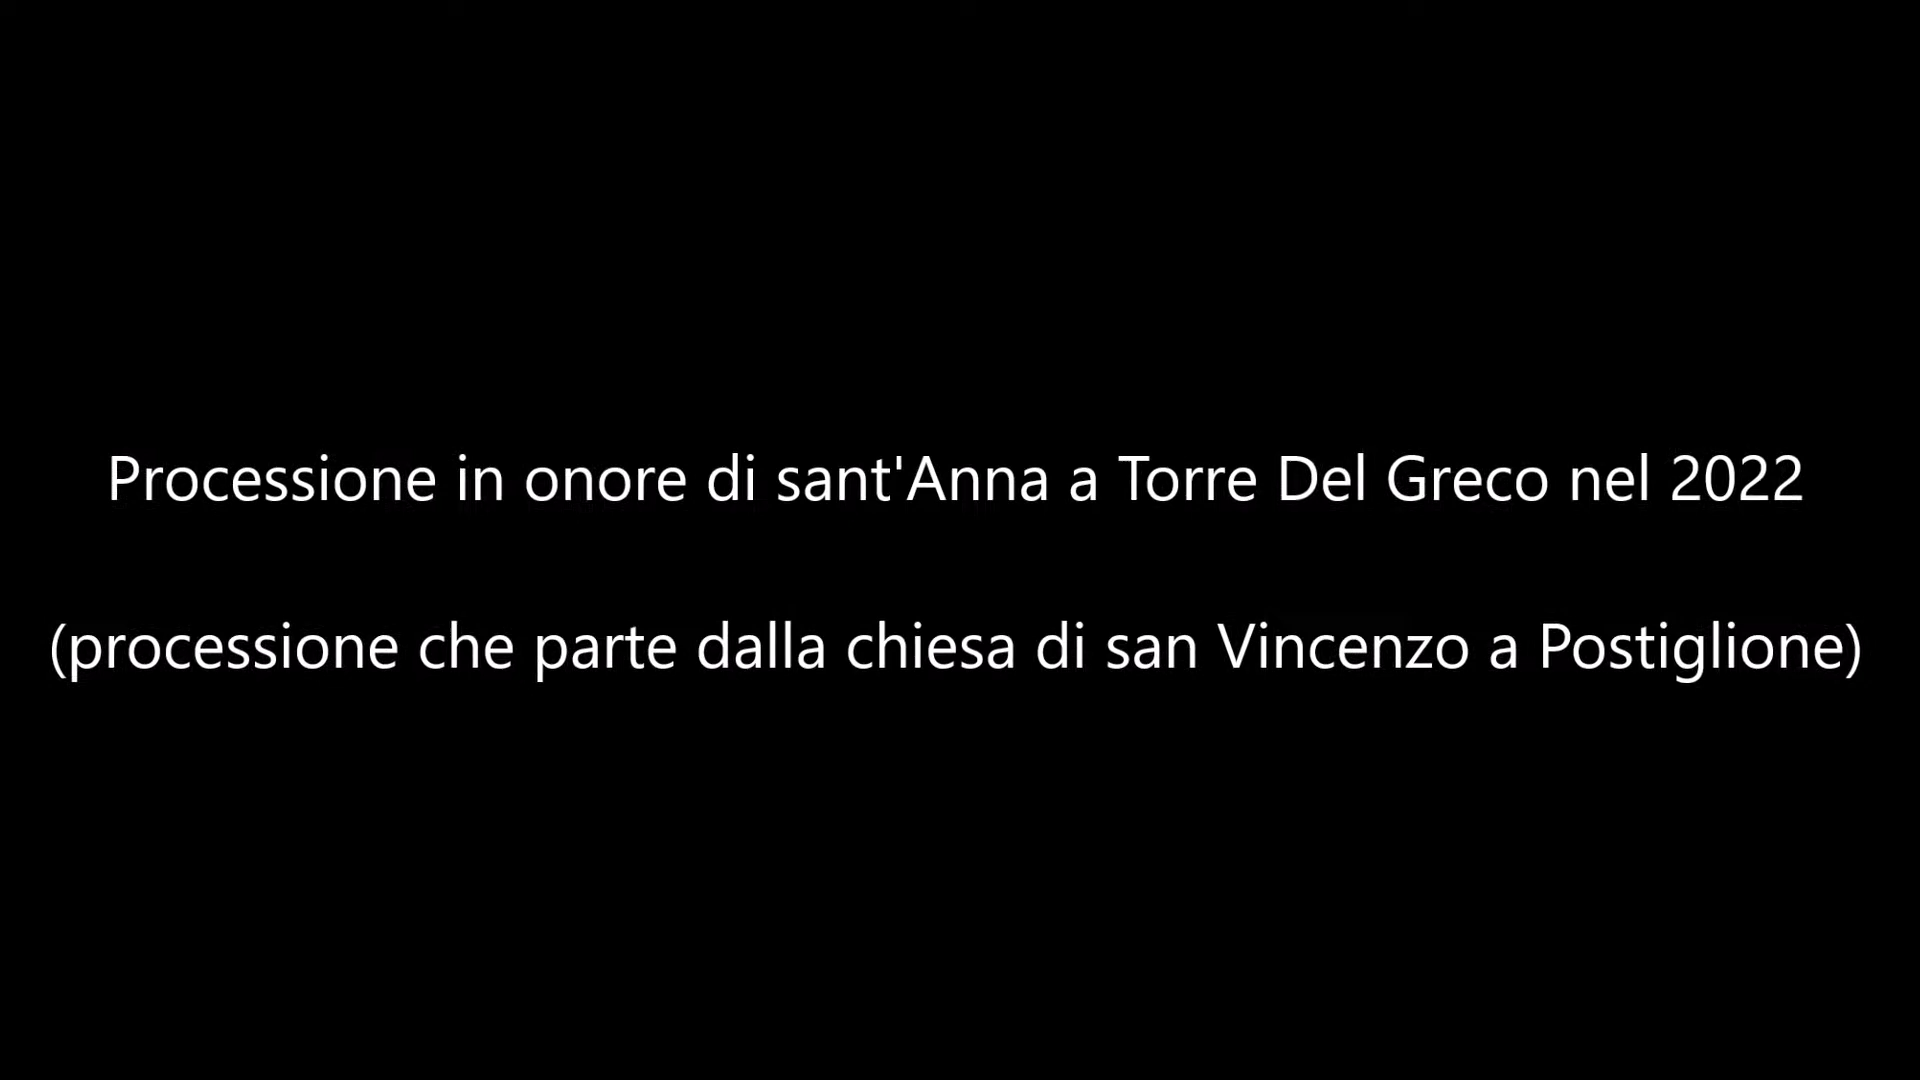 Processione in onore di sant'Anna a Torre Del Greco nel 2022
(processione che parte dalla chiesa di san Vincenzo a Postiglione)